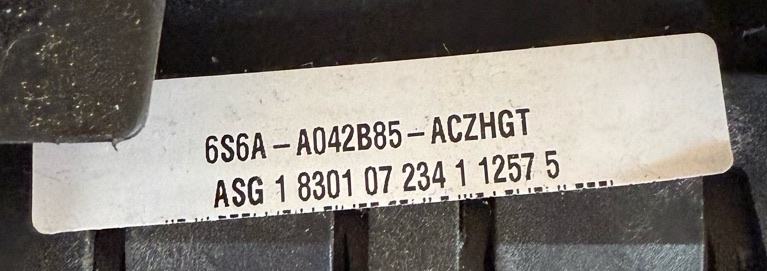 6S6A-A042B85-ACZHGT
ASG 1 8301 07 234 1 1257 5